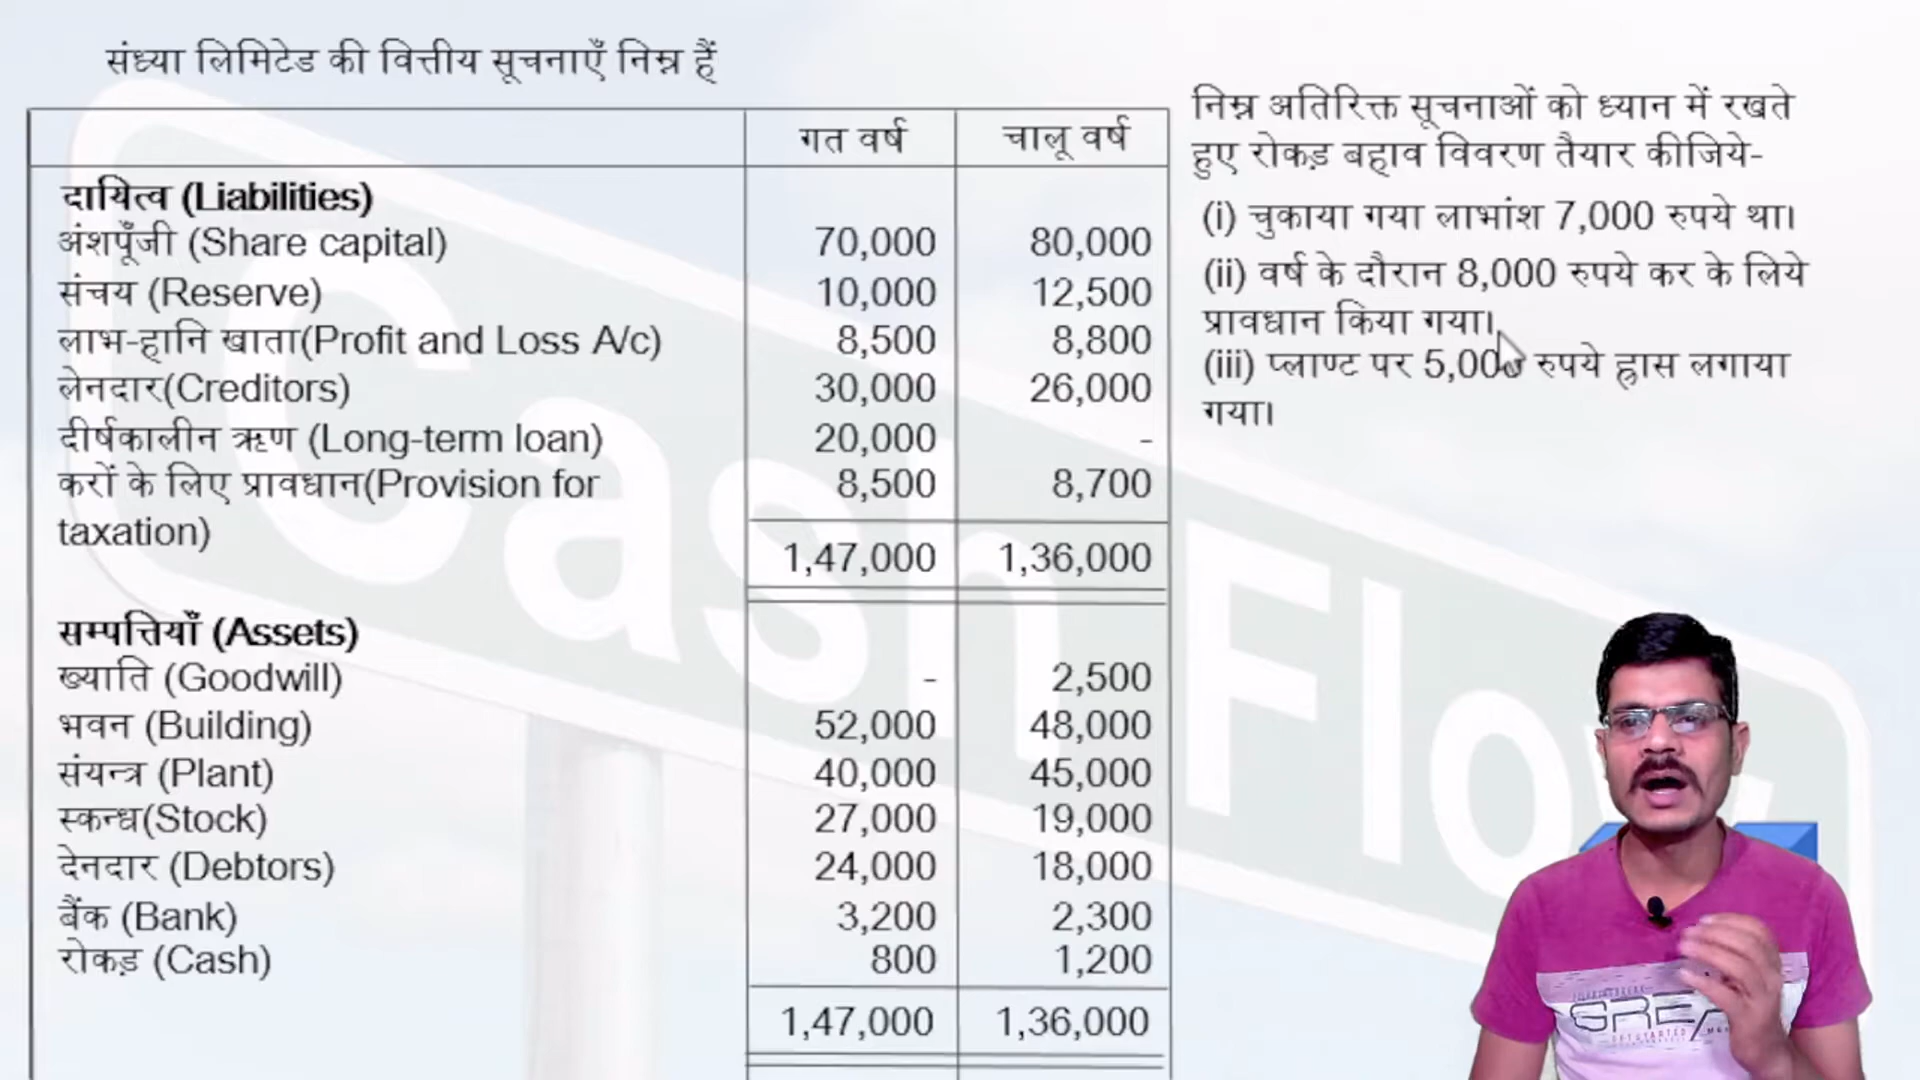 संध्या लिमिटेड की वित्तीय सूचनाएँ निम्न हैं
गत वर्ष चालू वर्ष
दायित्व (Liabilities)
अंशपूँजी (Share capital) 70,000 80,000
संचय (Reserve) 10,000 12,500
लाभ-हानि खाता(Profit and Loss A/c) 8,500 8,800
लेनदार(Creditors) 30,000 26,000
दीर्षकालीन ऋण (Long-term loan) 20,000 -
करों के लिए प्रावधान(Provision for 8,500 8,700
taxation)
1,47,000 1,36,000
सम्पत्तियाँ (Assets)
ख्याति (Goodwill) - 2,500
भवन (Building) 52,000 48,000
संयन्त्र (Plant) 40,000 45,000
स्कन्ध(Stock) 27,000 19,000
देनदार (Debtors) 24,000 18,000
बैंक (Bank) 3,200 2,300
रोकड़ (Cash) 800 1,200
1,47,000 1,36,000
निम्न अतिरिक्त सूचनाओं को ध्यान में रखते
हुए रोकड़ बहाव विवरण तैयार कीजिये-
(i) चुकाया गया लाभांश 7,000 रुपये था।
(ii) वर्ष के दौरान 8,000 रुपये कर के लिये
प्रावधान किया गया।
(iii) प्लाण्ट पर 5,000 रुपये ह्रास लगाया
गया।
Cash Flow